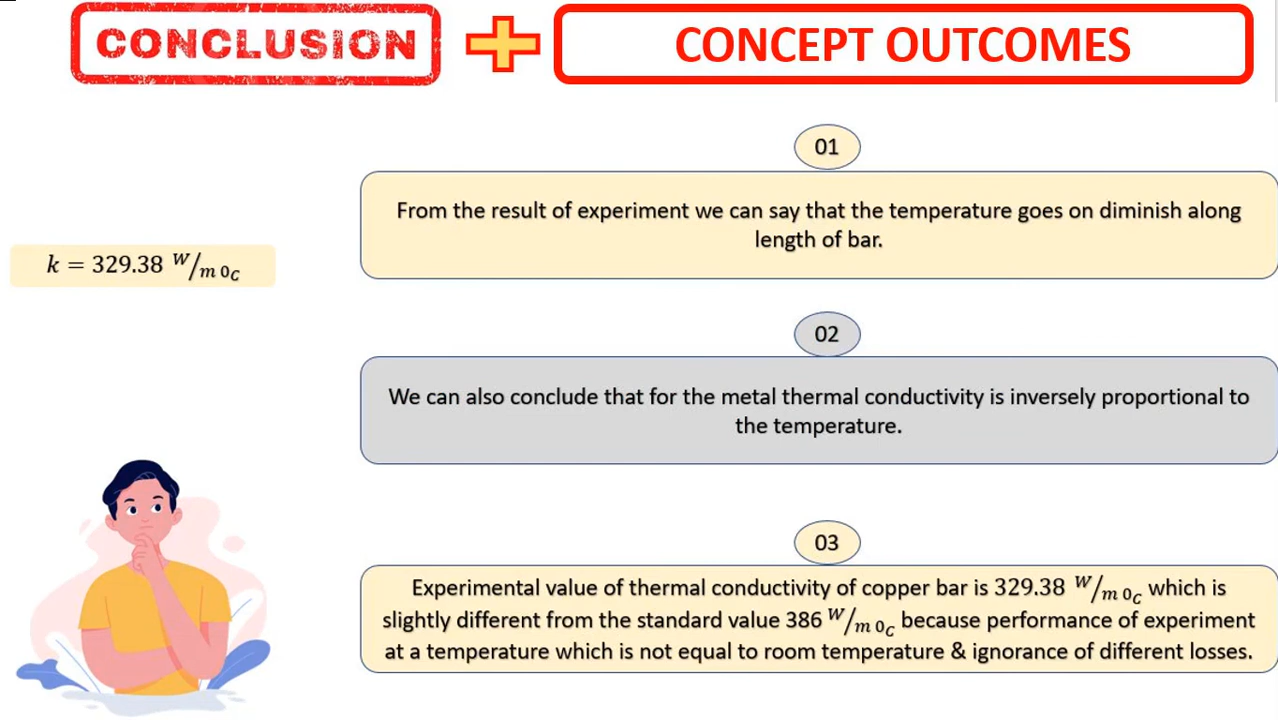 CONCLUSION
CONCEPT OUTCOMES
01
From the result of experiment we can say that the temperature goes on diminish along
length of bar.
k = 329.38 W/m 0C
02
We can also conclude that for the metal thermal conductivity is inversely proportional to
the temperature.
03
Experimental value of thermal conductivity of copper bar is 329.38 W/m 0C which is
slightly different from the standard value 386 W/m 0C because performance of experiment
at a temperature which is not equal to room temperature & ignorance of different losses.